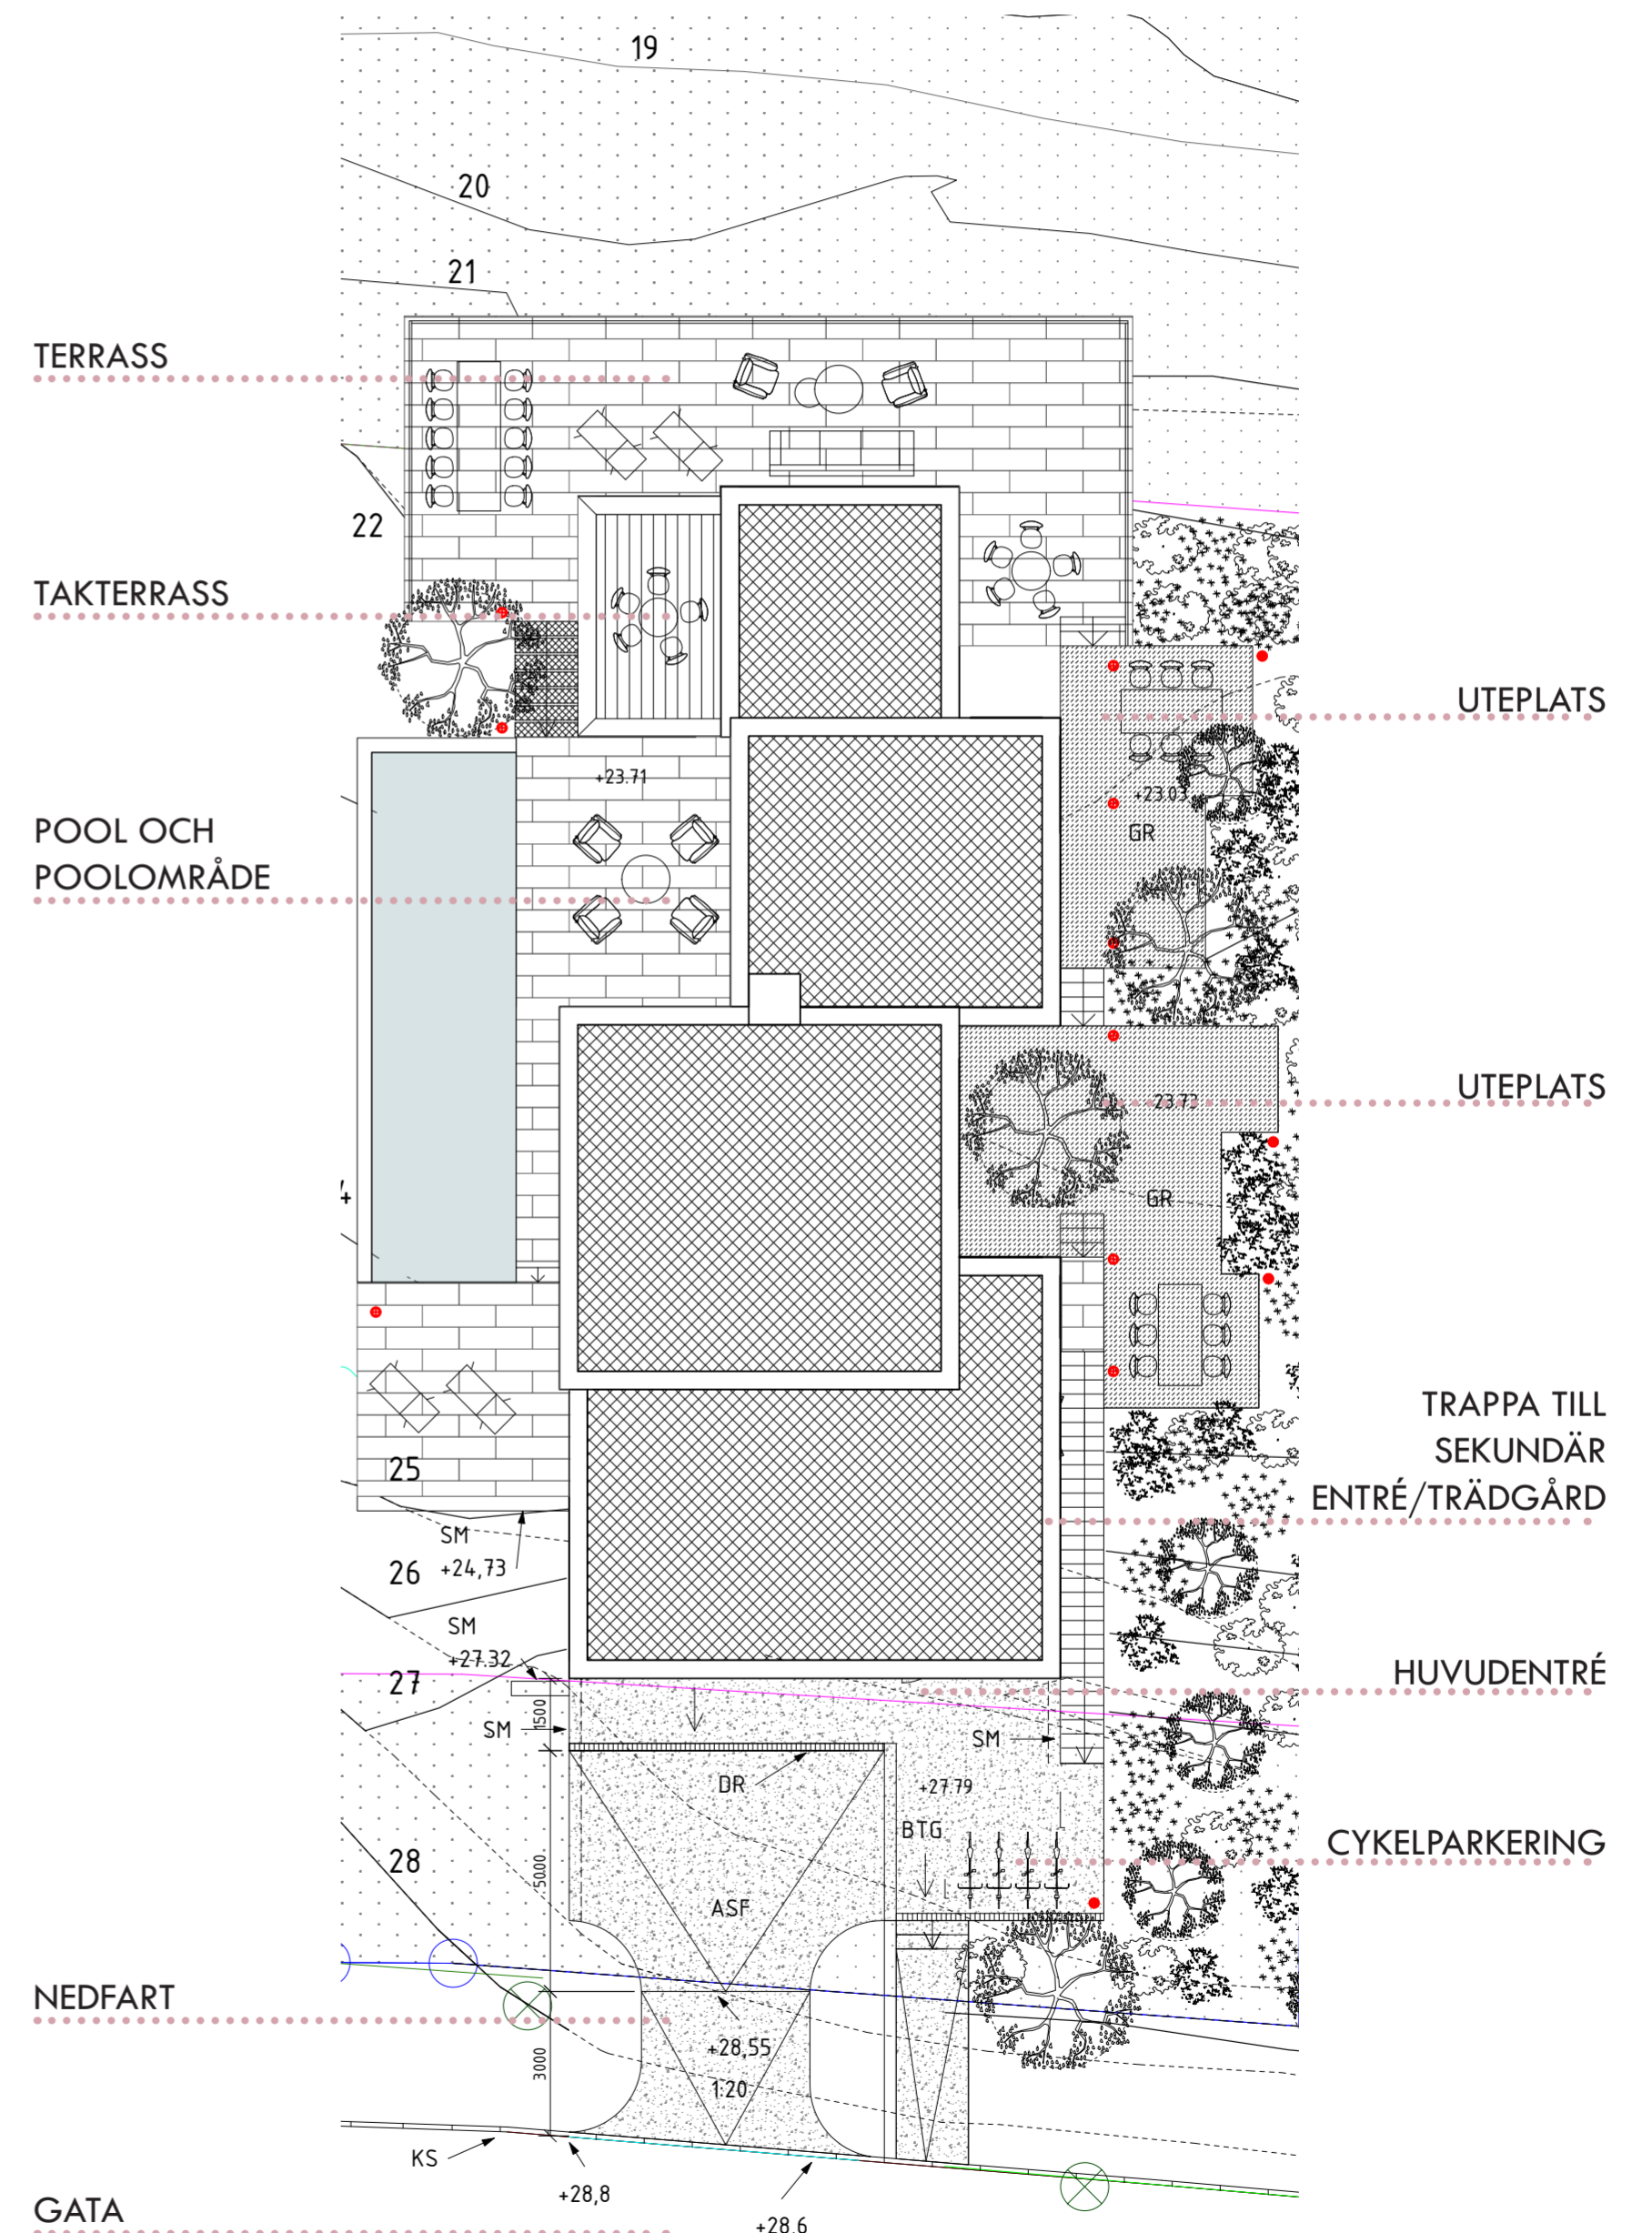 19
20
21
TERRASS
22
TAKTERRASS
UTEPLATS
+23.71
+23.03
POOL OCH
POOLOMRÅDE
GR
UTEPLATS
23.73
GR
TRAPPA TILL
SEKUNDÄR
ENTRÉ/TRÄDGÅRD
25
SM
+24,73
26
SM
+27.32
HUVUDENTRÉ
27
1500
SM
SM
DR
+27.79
BTG
CYKELPARKERING
28
5000
ASF
NEDFART
+28,55
3000
1:20
KS
+28,8
GATA
+28.6